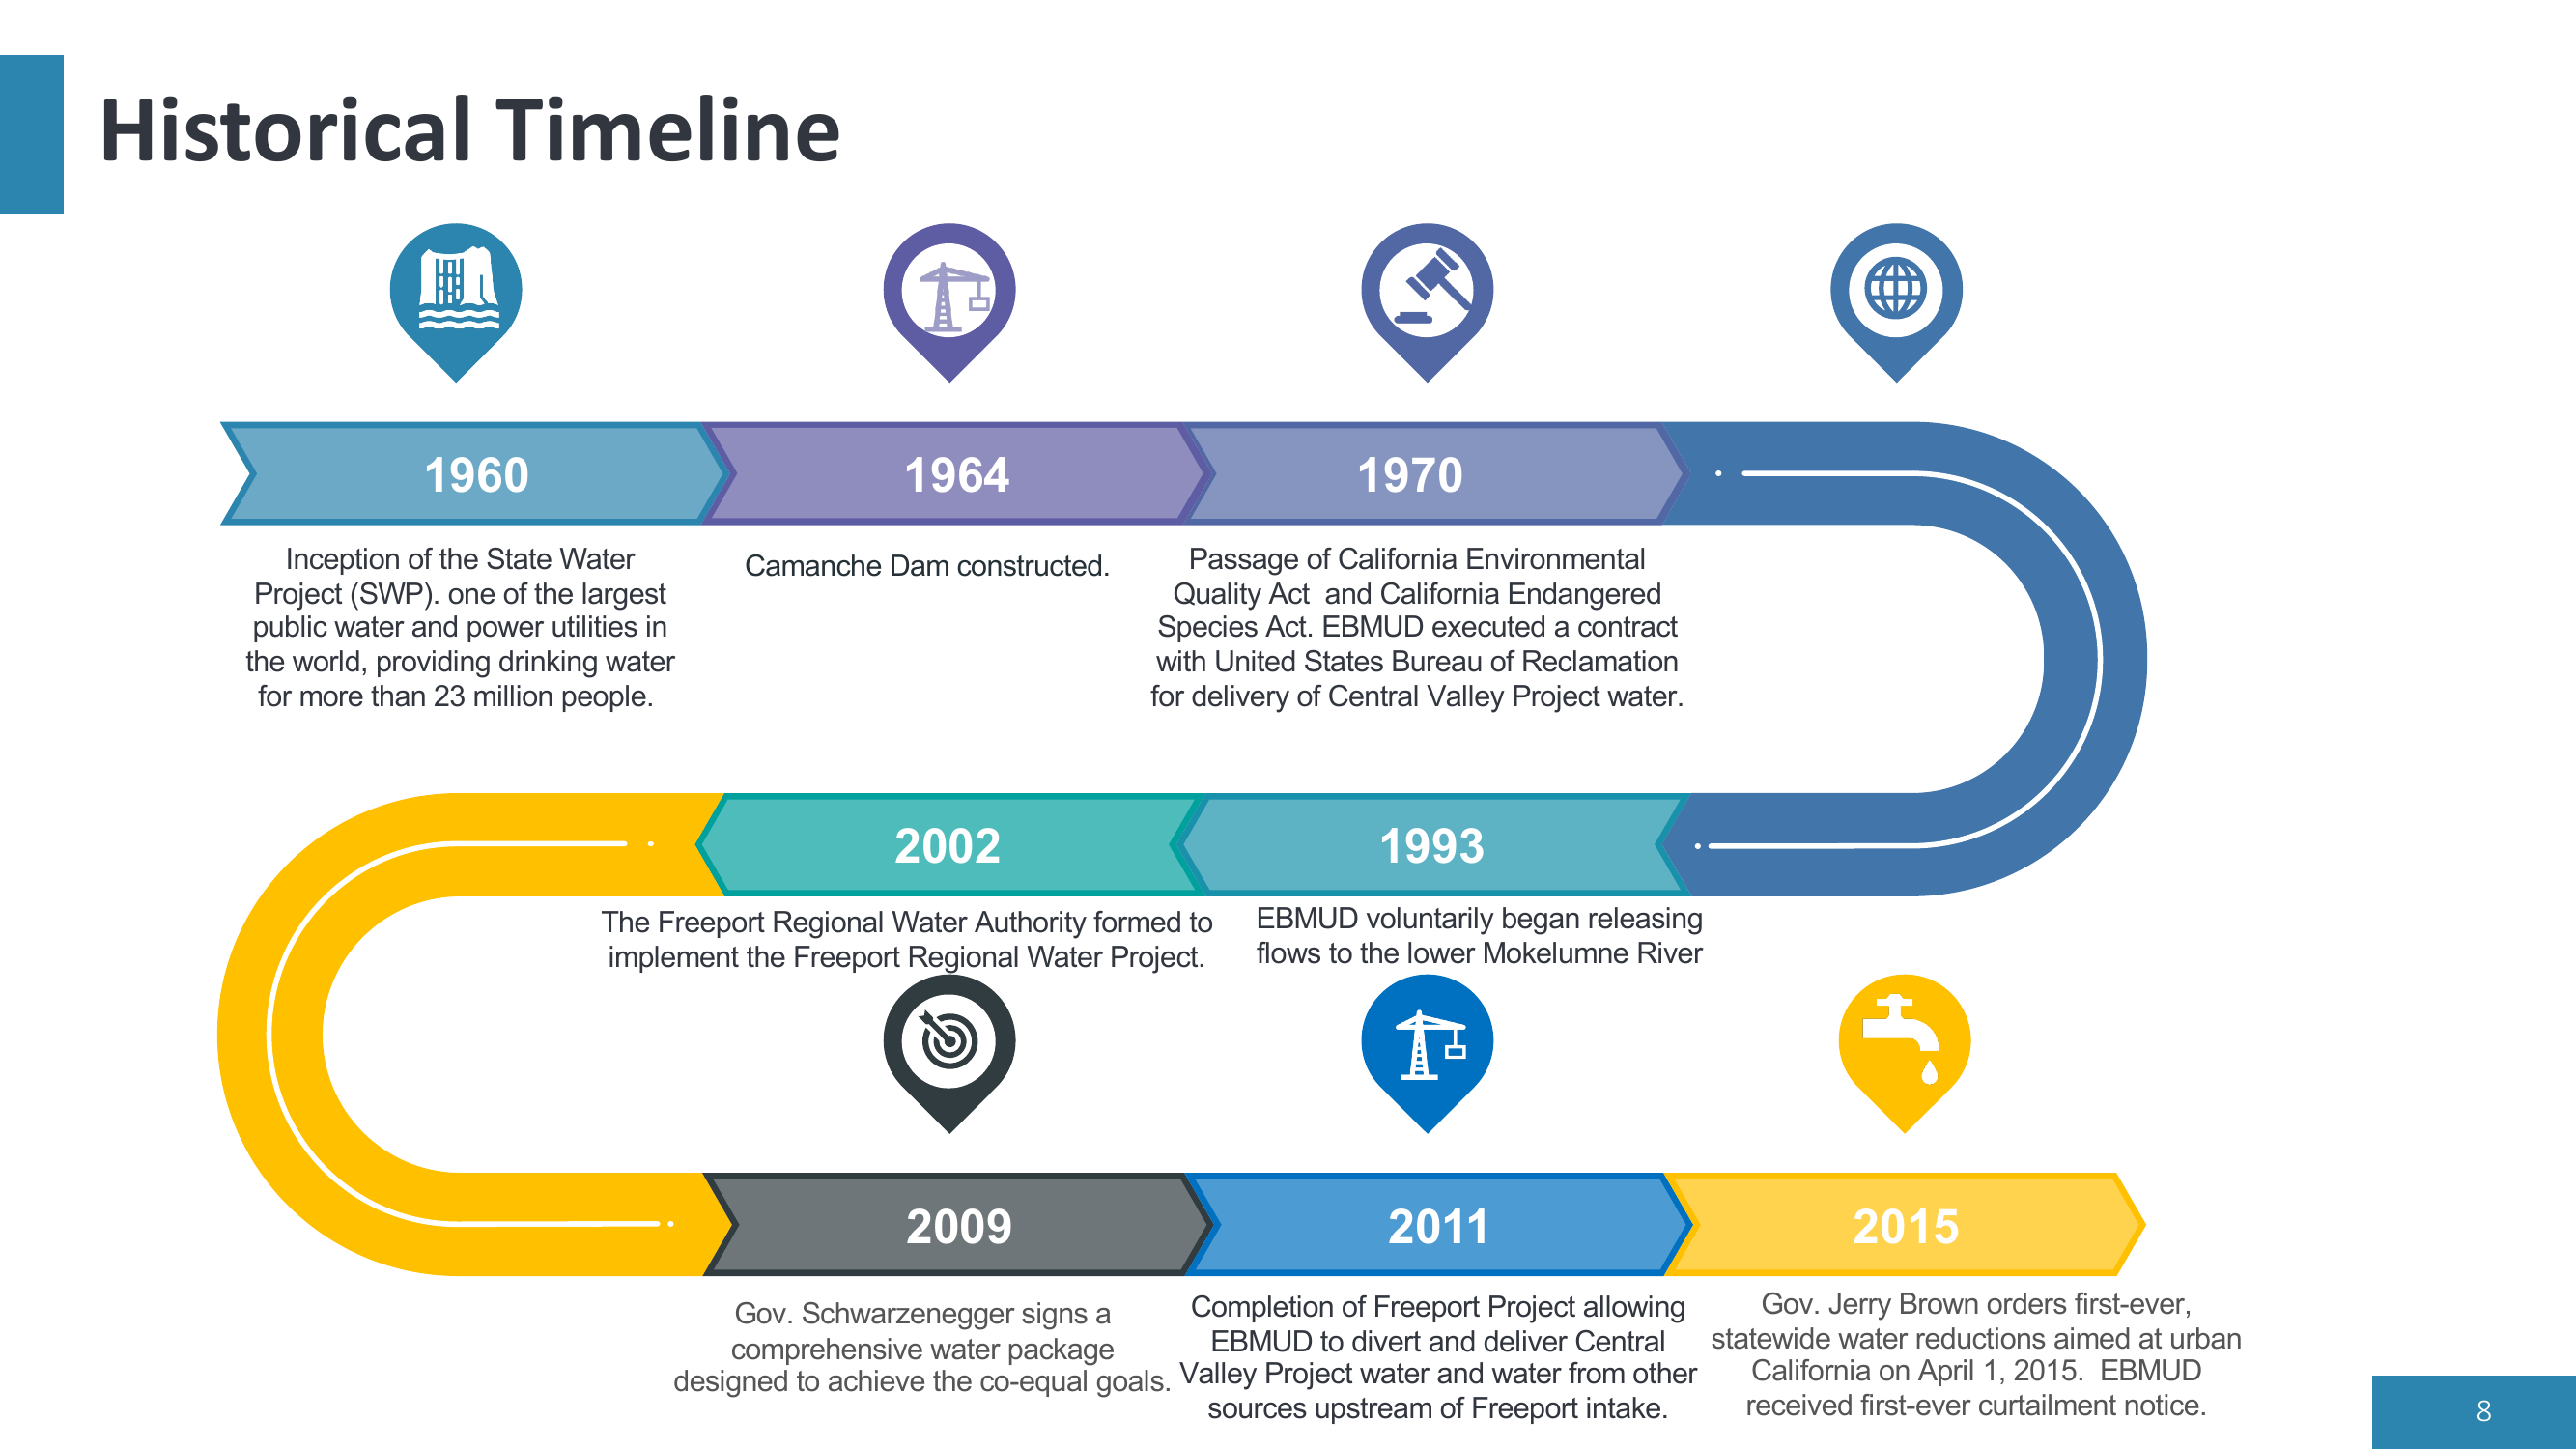 Historical Timeline
1960
Inception of the State Water
Project (SWP). one of the largest
public water and power utilities in
the world, providing drinking water
for more than 23 million people.
1964
Camanche Dam constructed.
1970
Passage of California Environmental
Quality Act  and California Endangered
Species Act. EBMUD executed a contract
with United States Bureau of Reclamation
for delivery of Central Valley Project water.
1993
EBMUD voluntarily began releasing
flows to the lower Mokelumne River
2002
The Freeport Regional Water Authority formed to
implement the Freeport Regional Water Project.
2009
Gov. Schwarzenegger signs a
comprehensive water package
designed to achieve the co-equal goals.
2011
Completion of Freeport Project allowing
EBMUD to divert and deliver Central
Valley Project water and water from other
sources upstream of Freeport intake.
2015
Gov. Jerry Brown orders first-ever,
statewide water reductions aimed at urban
California on April 1, 2015.  EBMUD
received first-ever curtailment notice.
8